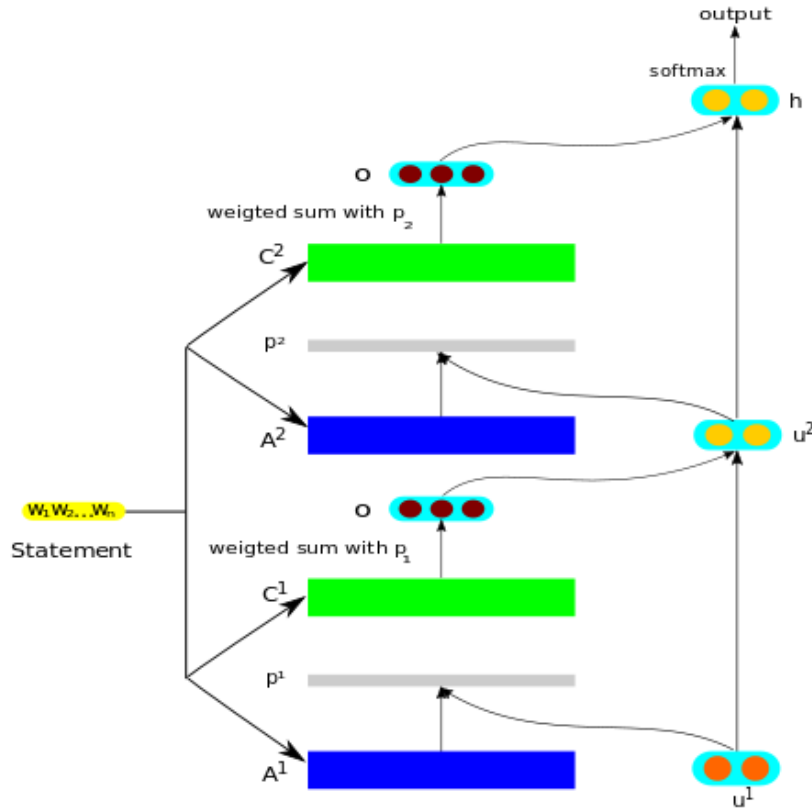 output
softmax
h
o
weigted sum with p₂
C²
p²
A²
u²
W₁W₂...Wₙ
Statement
o
weigted sum with p₁
C¹
p¹
A¹
u¹